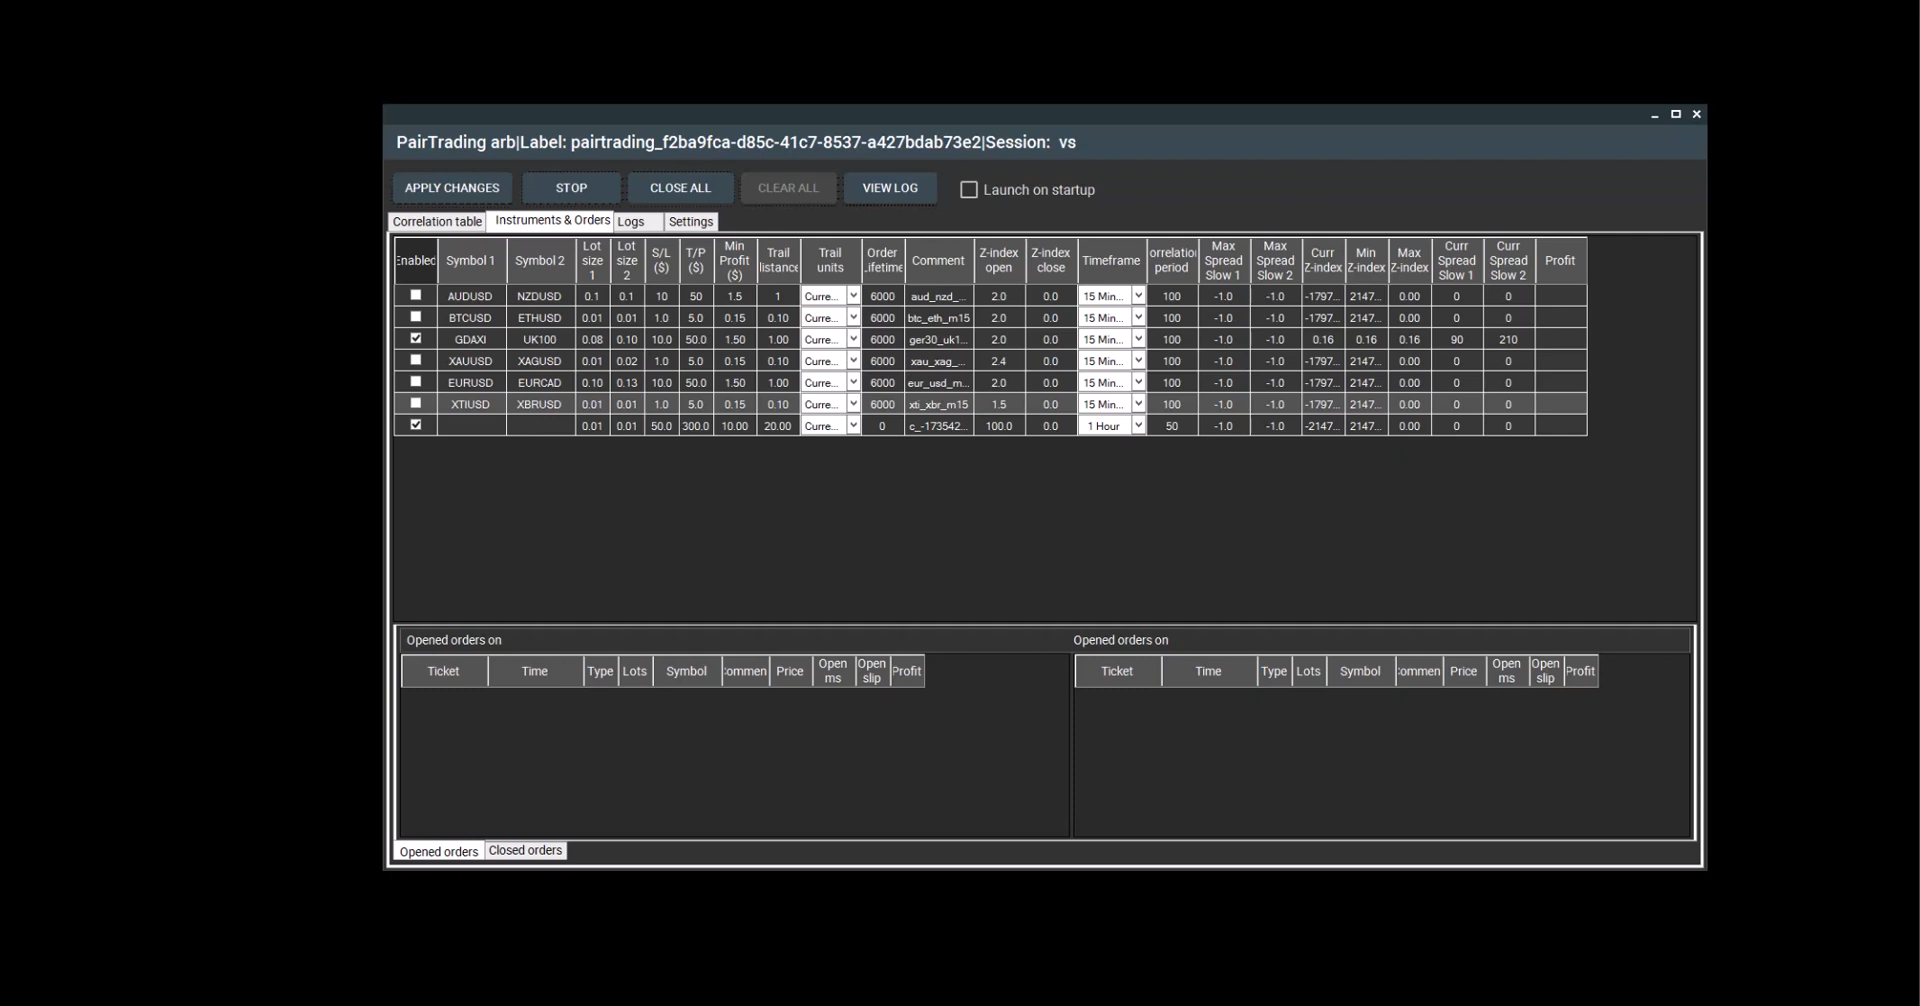 PairTrading arb|Label: pairtrading_f2ba9fca-d85c-41c7-8537-a427bdab73e2|Session: vs
APPLY CHANGES STOP CLOSE ALL CLEAR ALL VIEW LOG Launch on startup
Correlation table Instruments & Orders Logs Settings
Enabled Symbol 1 Symbol 2 Lot size 1 Lot size 2 S/L ($) T/P ($) Min Profit ($) Trail distance Trail units Order Lifetime Comment Z-index open Z-index close Timeframe orrelatio period Max Spread Slow 1 Max Spread Slow 2 Curr Z-index Min Z-index Max Z-index Curr Spread Slow 1 Curr Spread Slow 2 Profit
AUDUSD NZDUSD 0.1 0.1 10 50 1.5 1 Curre... 6000 aud_nzd_... 2.0 0.0 15 Min... 100 -1.0 -1.0 -1797... 2147... 0.00 0 0
BTCUSD ETHUSD 0.01 0.01 1.0 5.0 0.15 0.10 Curre... 6000 btc_eth_m15 2.0 0.0 15 Min... 100 -1.0 -1.0 -1797... 2147... 0.00 0 0
GDAXI UK100 0.08 0.10 10.0 50.0 1.50 1.00 Curre... 6000 ger30_uk1... 2.0 0.0 15 Min... 100 -1.0 -1.0 0.16 0.16 0.16 90 210
XAUUSD XAGUSD 0.01 0.02 1.0 5.0 0.15 0.10 Curre... 6000 xau_xag_... 2.4 0.0 15 Min... 100 -1.0 -1.0 -1797... 2147... 0.00 0 0
EURUSD EURCAD 0.10 0.13 10.0 50.0 1.50 1.00 Curre... 6000 eur_usd_m... 2.0 0.0 15 Min... 100 -1.0 -1.0 -1797... 2147... 0.00 0 0
XTIUSD XBRUSD 0.01 0.01 1.0 5.0 0.15 0.10 Curre... 6000 xti_xbr_m15 1.5 0.0 15 Min... 100 -1.0 -1.0 -1797... 2147... 0.00 0 0
0.01 0.01 50.0 300.0 10.00 20.00 Curre... 0 c_-173542... 100.0 0.0 1 Hour 50 -1.0 -1.0 -2147... 2147... 0.00 0 0
Opened orders on Opened orders on
Ticket Time Type Lots Symbol Commen Price Open ms Open slip Profit Ticket Time Type Lots Symbol Commen Price Open ms Open slip Profit
Opened orders Closed orders